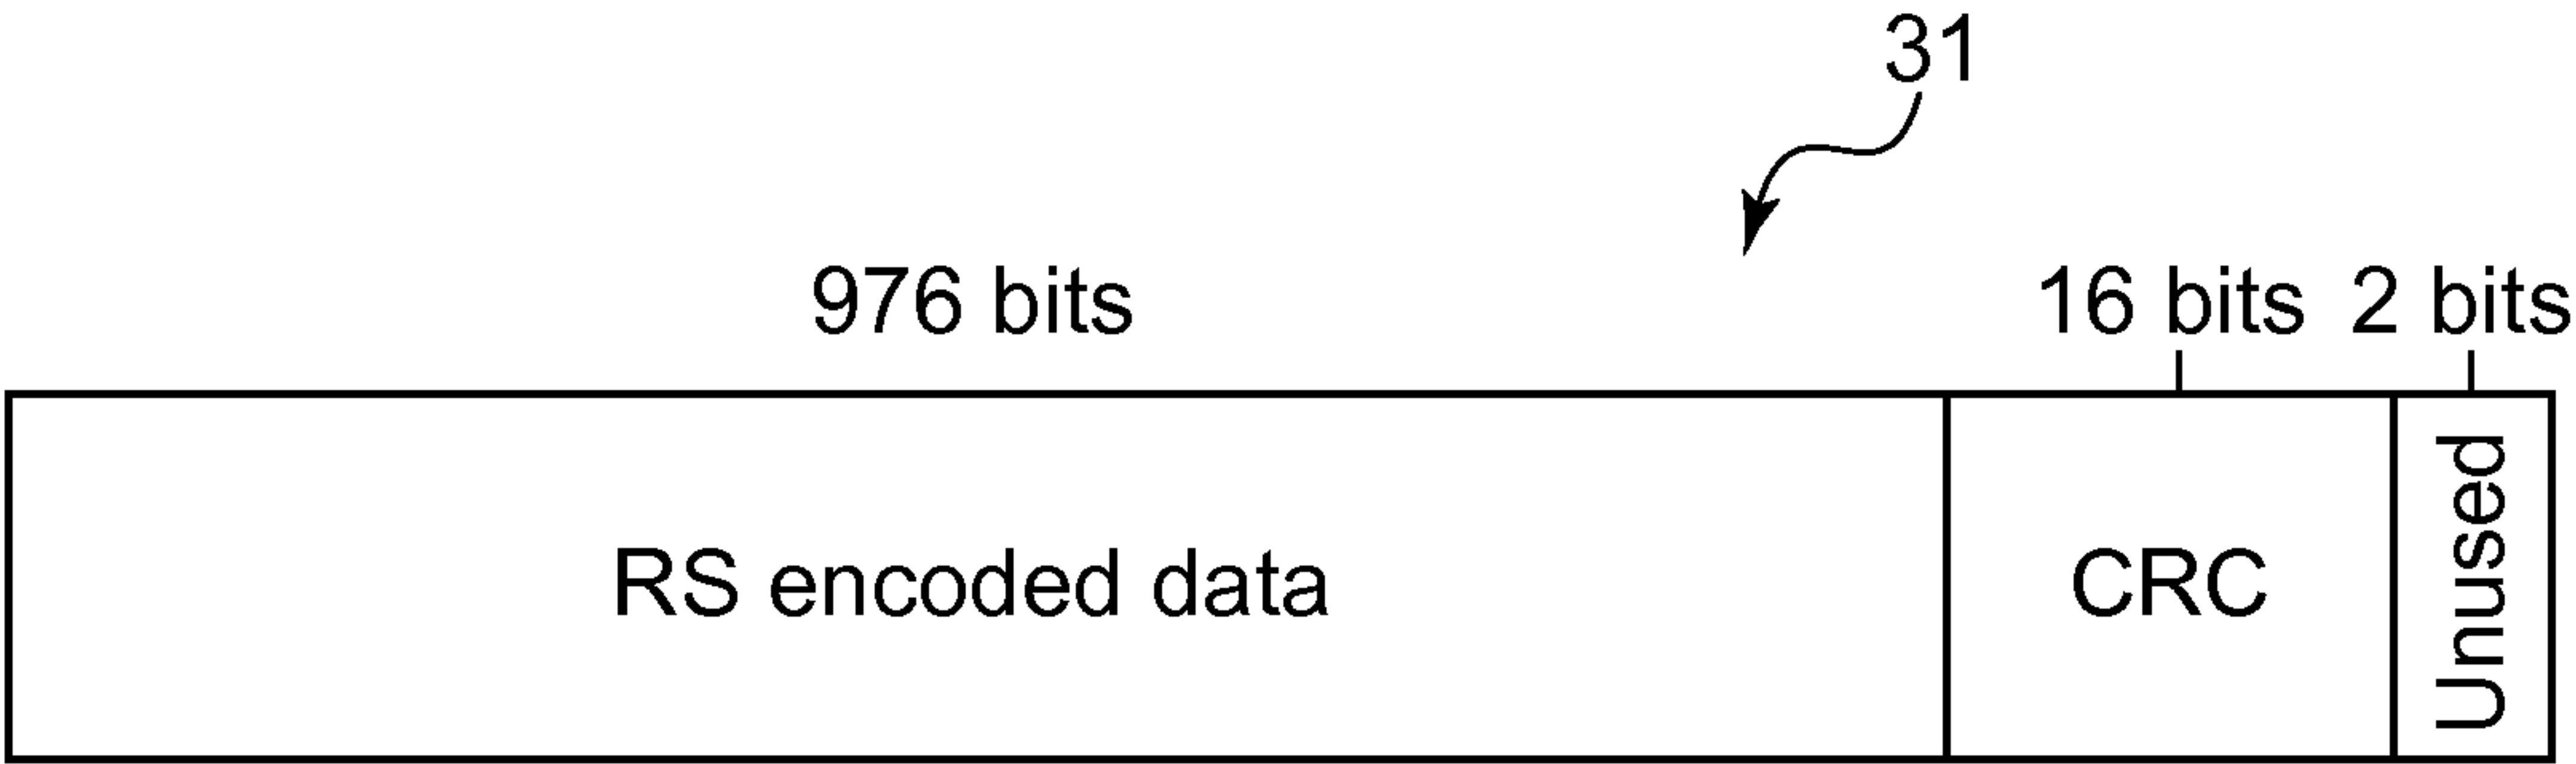 31
976 bits
16 bits
2 bits
RS encoded data
CRC
Unused